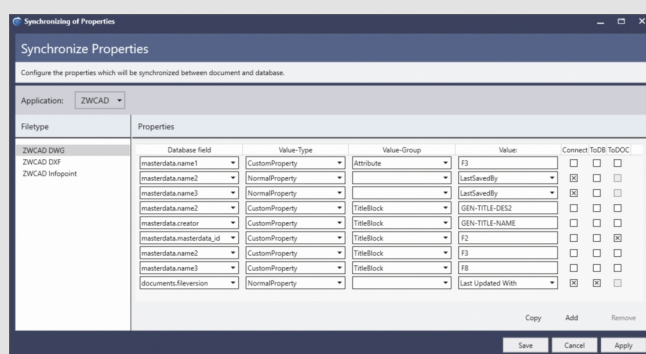 Synchronizing of Properties
Synchronize Properties
Configure the properties which will be synchronized between document and database.
Application: ZWCAD
Filetype Properties
ZWCAD DWG
ZWCAD DXF
ZWCAD Infopoint
Database field Value-Type Value-Group Value: Connect ToDB ToDOC
masterdata.name1 CustomProperty Attribute F3
masterdata.name2 NormalProperty LastSavedBy
masterdata.name3 NormalProperty LastSavedBy
masterdata.name2 CustomProperty TitleBlock GEN-TITLE-DES2
masterdata.creator CustomProperty TitleBlock GEN-TITLE-NAME
masterdata.masterdata_id CustomProperty TitleBlock F2
masterdata.name2 CustomProperty TitleBlock F3
masterdata.name3 CustomProperty TitleBlock F8
documents.fileversion NormalProperty Last Updated With
Copy Add Remove
Save Cancel Apply